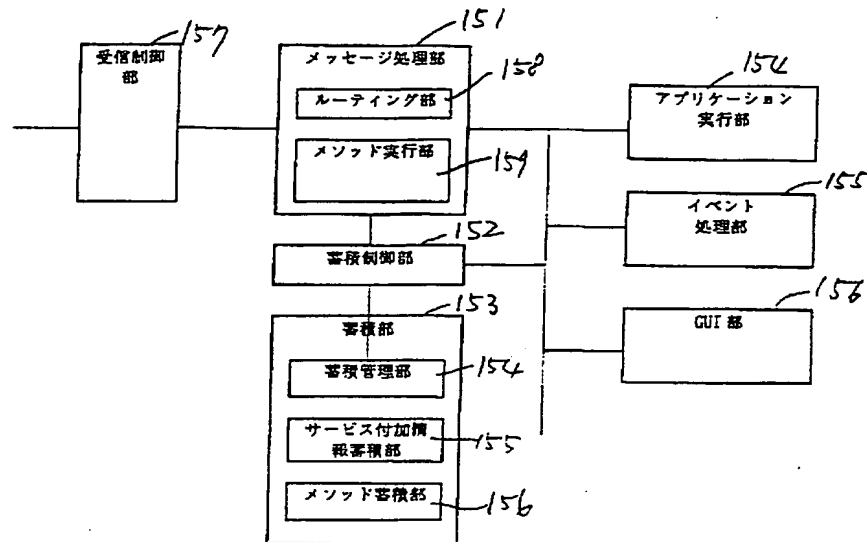 157
受信制御
部
151
メッセージ処理部
158
ルーティング部
メソッド実行部
159
152
蓄積制御部
153
蓄積部
蓄積管理部
154
サービス付加情
報蓄積部
155
メソッド蓄積部
156
154
アプリケーション
実行部
155
イベント
処理部
156
GUI 部